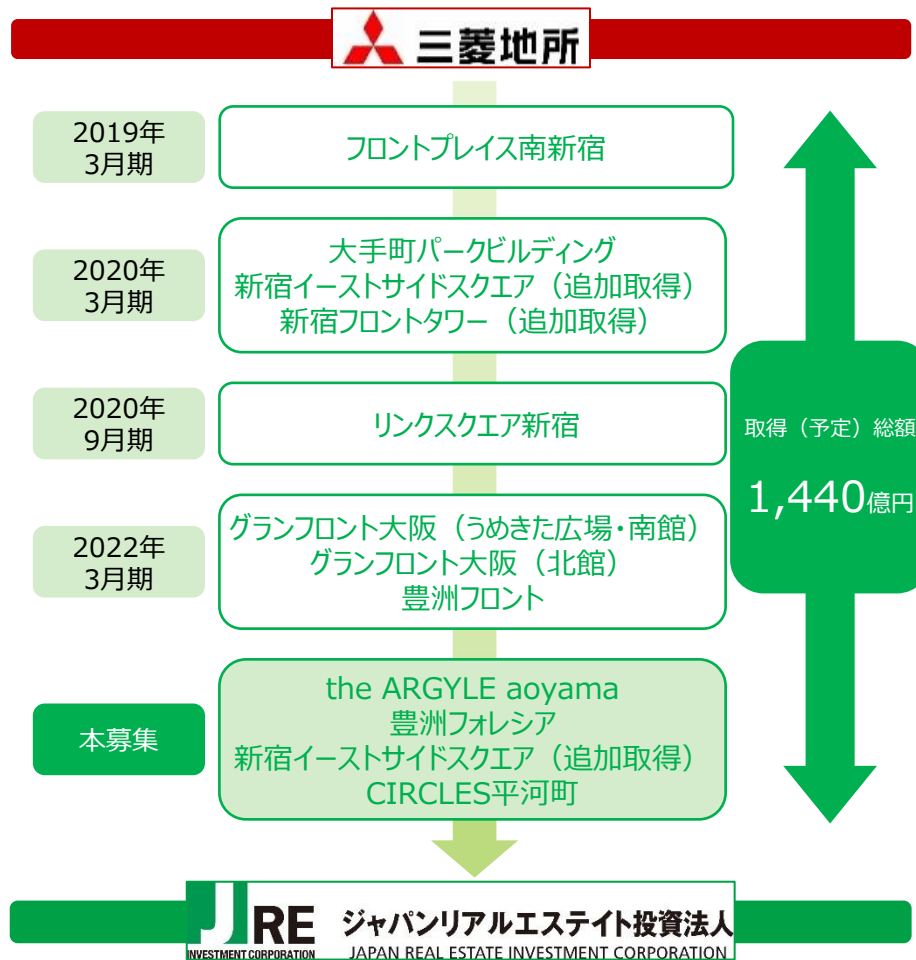 三菱地所
2019年
3月期
フロントプレイス南新宿
2020年
3月期
大手町パークビルディング
新宿イーストサイドスクエア（追加取得）
新宿フロントタワー（追加取得）
2020年
9月期
リンクスクエア新宿
取得（予定）総額
1,440億円
2022年
3月期
グランフロント大阪（うめきた広場・南館）
グランフロント大阪（北館）
豊洲フロント
本募集
the ARGYLE aoyama
豊洲フォレシア
新宿イーストサイドスクエア（追加取得）
CIRCLES平河町
JRE
INVESTMENT CORPORATION
ジャパンリアルエステイト投資法人
JAPAN REAL ESTATE INVESTMENT CORPORATION